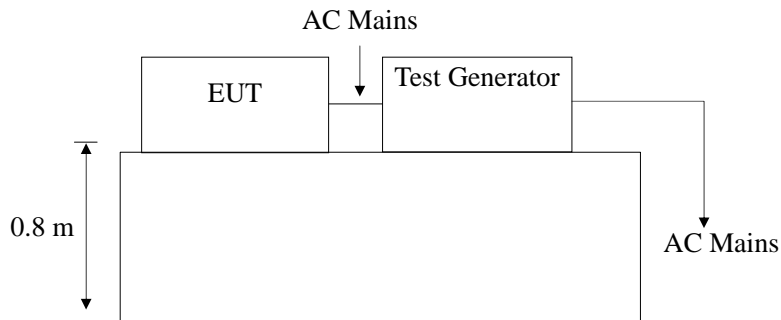 AC Mains
EUT
Test Generator
0.8 m
AC Mains